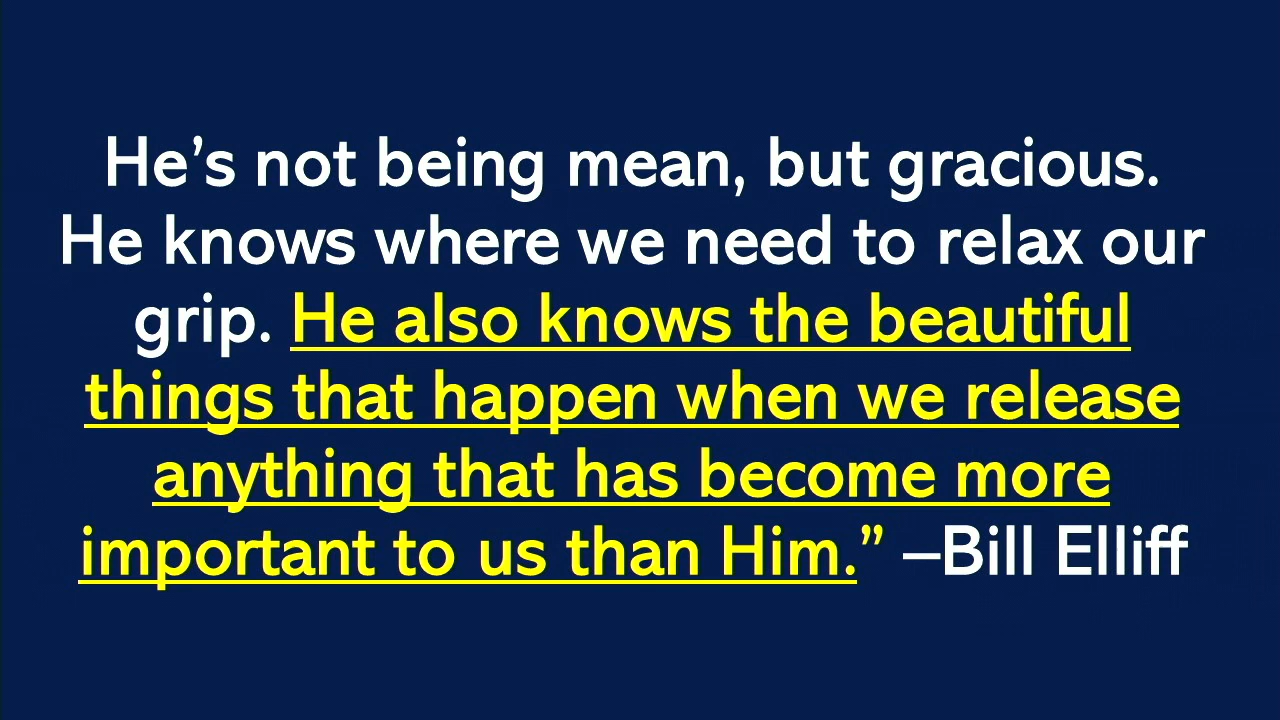 He’s not being mean, but gracious.
He knows where we need to relax our
grip. He also knows the beautiful
things that happen when we release
anything that has become more
important to us than Him.” –Bill Elliff